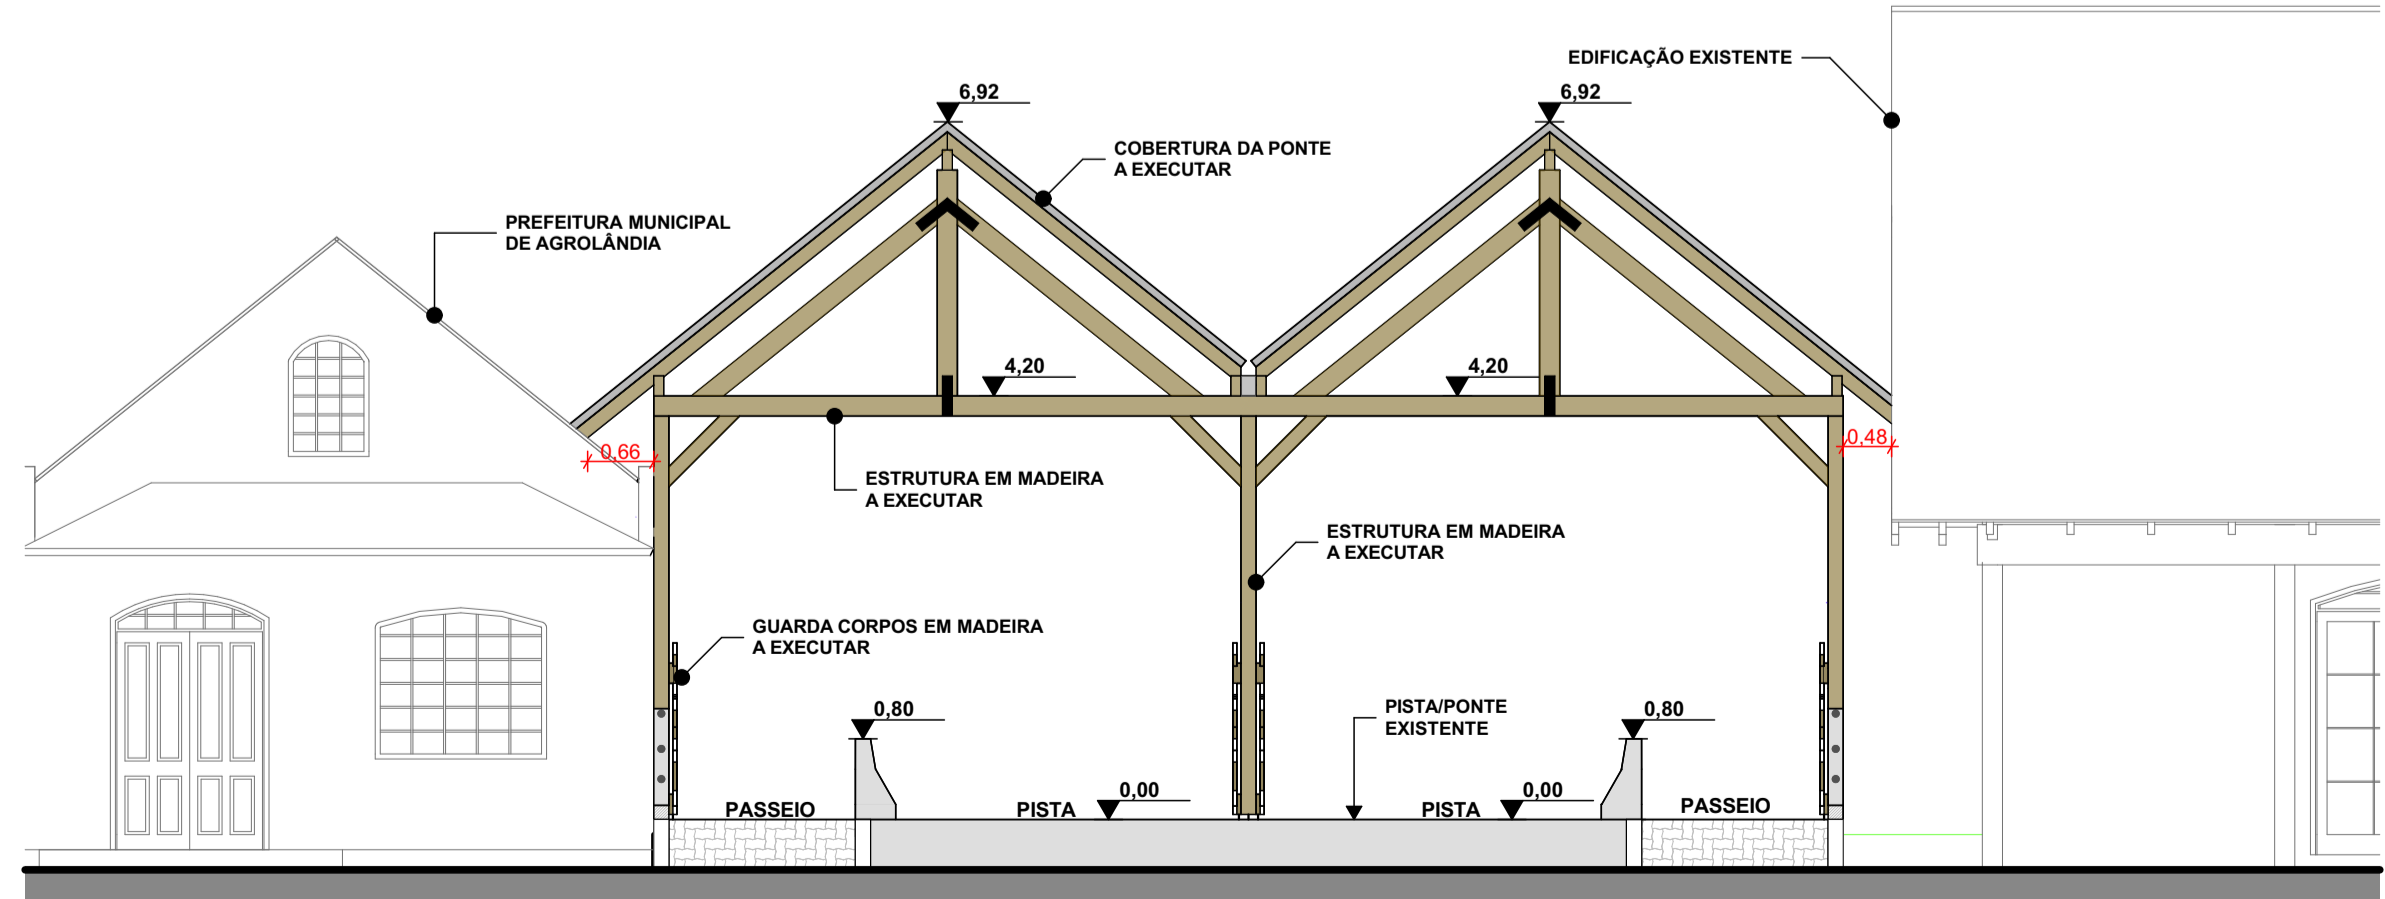 EDIFICAÇÃO EXISTENTE
6,92
6,92
COBERTURA DA PONTE
A EXECUTAR
PREFEITURA MUNICIPAL
DE AGROLÂNDIA
4,20
4,20
0,66
0,48
ESTRUTURA EM MADEIRA
A EXECUTAR
ESTRUTURA EM MADEIRA
A EXECUTAR
GUARDA CORPOS EM MADEIRA
A EXECUTAR
0,80
PISTA/PONTE
EXISTENTE
0,80
PASSEIO
PISTA
0,00
PISTA
0,00
PASSEIO